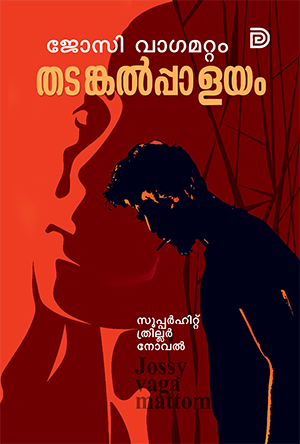 ജോസി വാഗമറ്റം
തടങ്കൽപ്പാളയം
സൂപ്പർഹിറ്റ്
ത്രില്ലർ
നോവൽ
Jossy
vaga
mattom